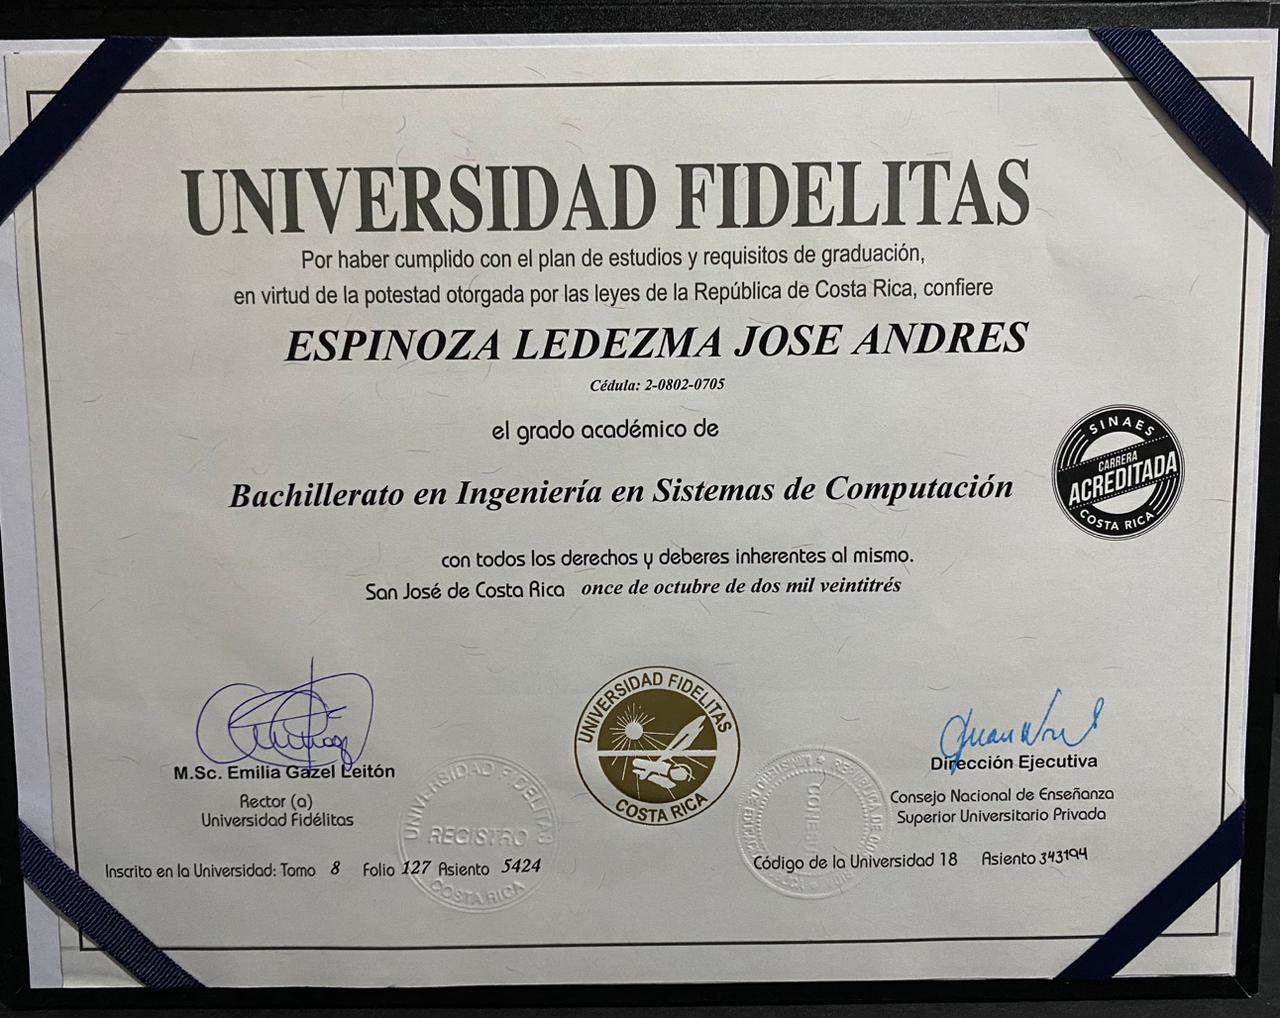 UNIVERSIDAD FIDELITAS
Por haber cumplido con el plan de estudios y requisitos de graduación,
en virtud de la potestad otorgada por las leyes de la República de Costa Rica, confiere
ESPINOZA LEDEZMA JOSE ANDRES
Cédula: 2-0802-0705
el grado académico de
SINAES
CARRERA
ACREDITADA
COSTA RICA
Bachillerato en Ingeniería en Sistemas de Computación
con todos los derechos y deberes inherentes al mismo.
San José de Costa Rica once de octubre de dos mil veintitrés
UNIVERSIDAD FIDELITAS
COSTA RICA
M.Sc. Emilia Gazel Leitón
Rector (a)
Universidad Fidélitas
UNIVERSIDAD FIDELITAS
REGISTRO
COSTA RICA
Dirección Ejecutiva
Consejo Nacional de Enseñanza
Superior Universitario Privada
Inscrito en la Universidad: Tomo 8 Folio 127 Asiento 5424
Código de la Universidad 18 Asiento 343194